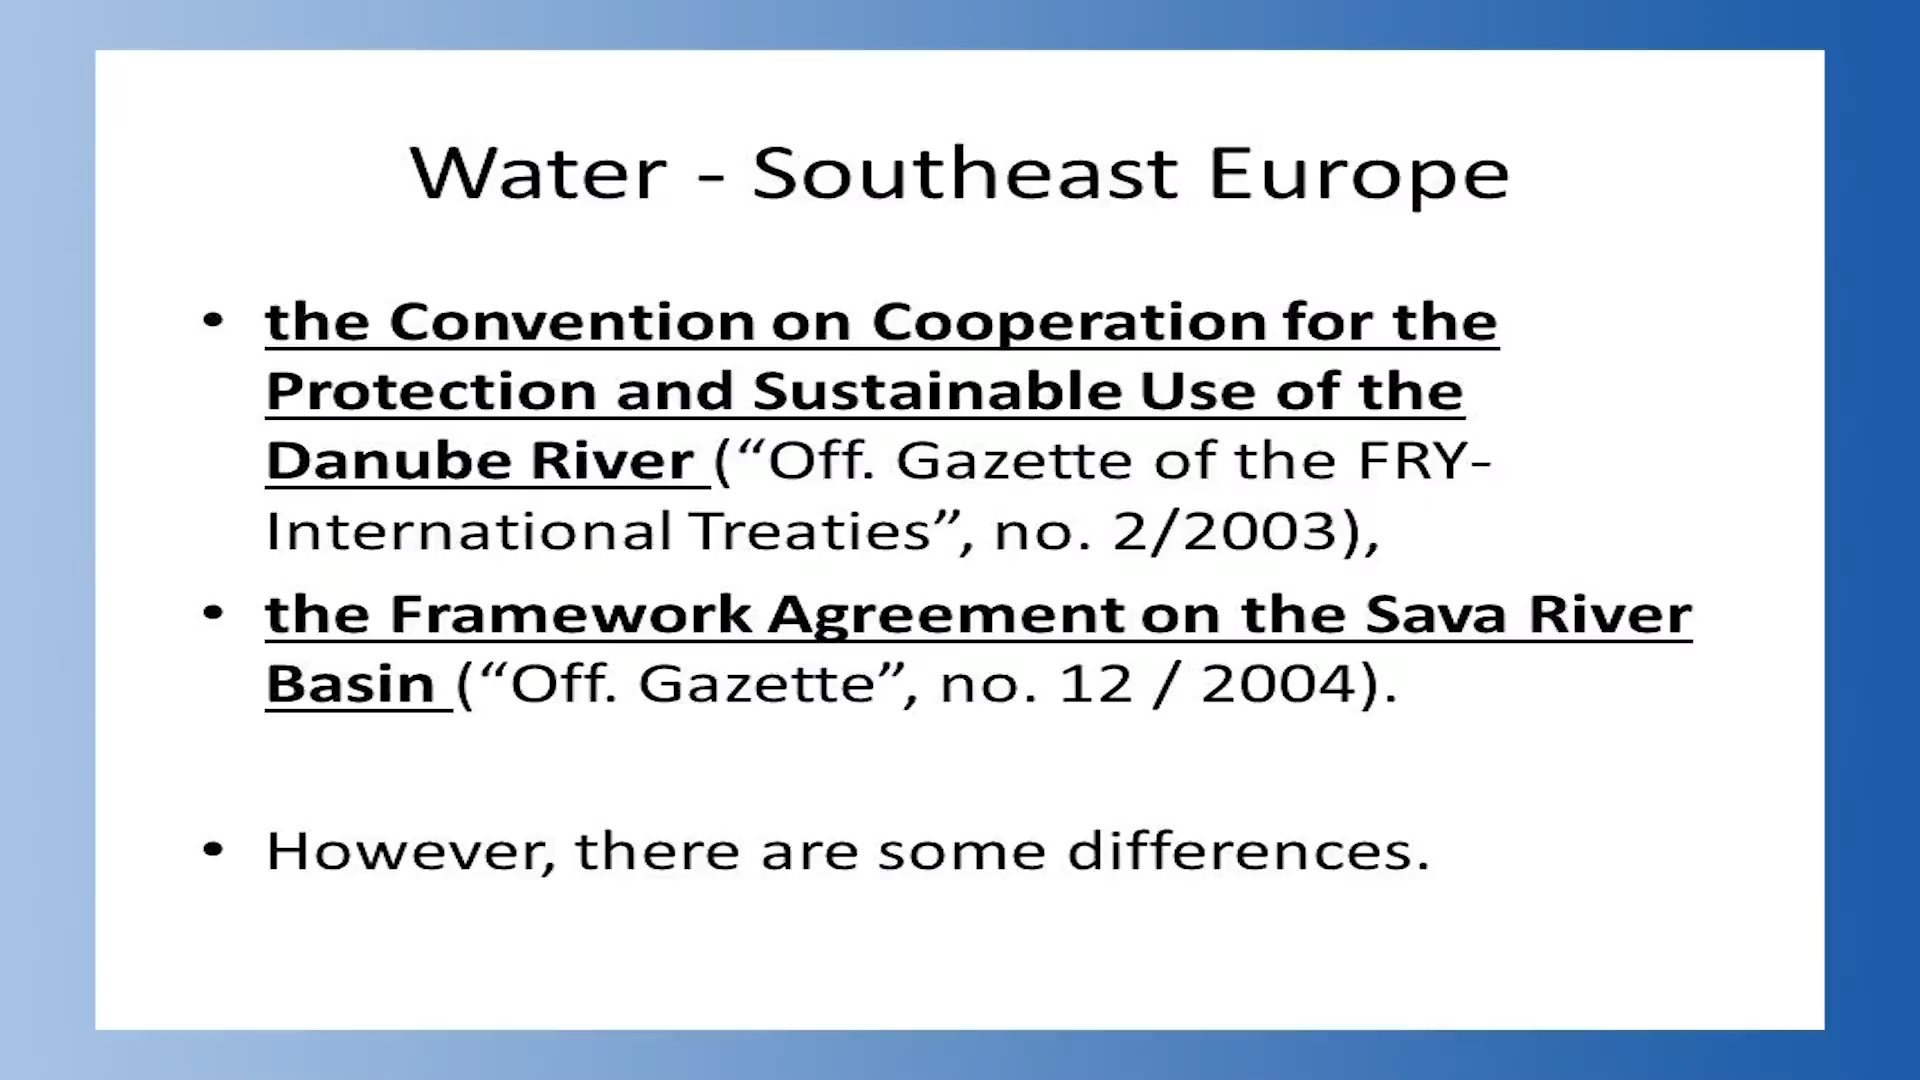 Water - Southeast Europe
• the Convention on Cooperation for the
Protection and Sustainable Use of the
Danube River (“Off. Gazette of the FRY-
International Treaties”, no. 2/2003),
• the Framework Agreement on the Sava River
Basin (“Off. Gazette”, no. 12 / 2004).
• However, there are some differences.